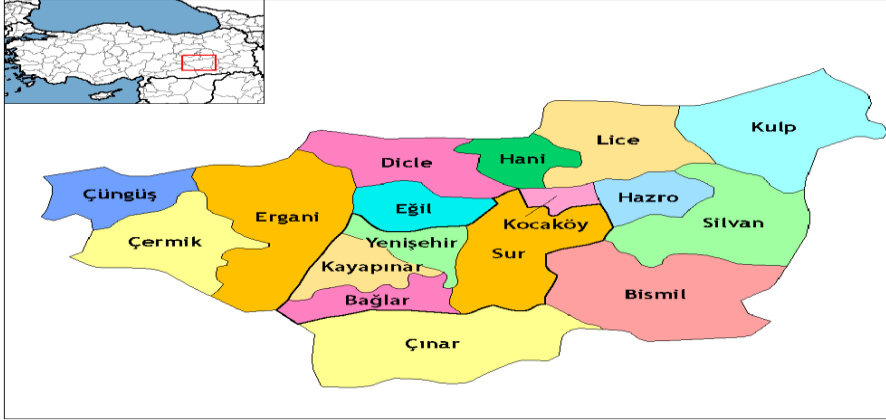 Kulp
Lice
Hani
Dicle
Çüngüş
Hazro
Eğil
Ergani
Kocaköy
Silvan
Çermik
Yenişehir
Sur
Kayapınar
Bismil
Bağlar
Çınar